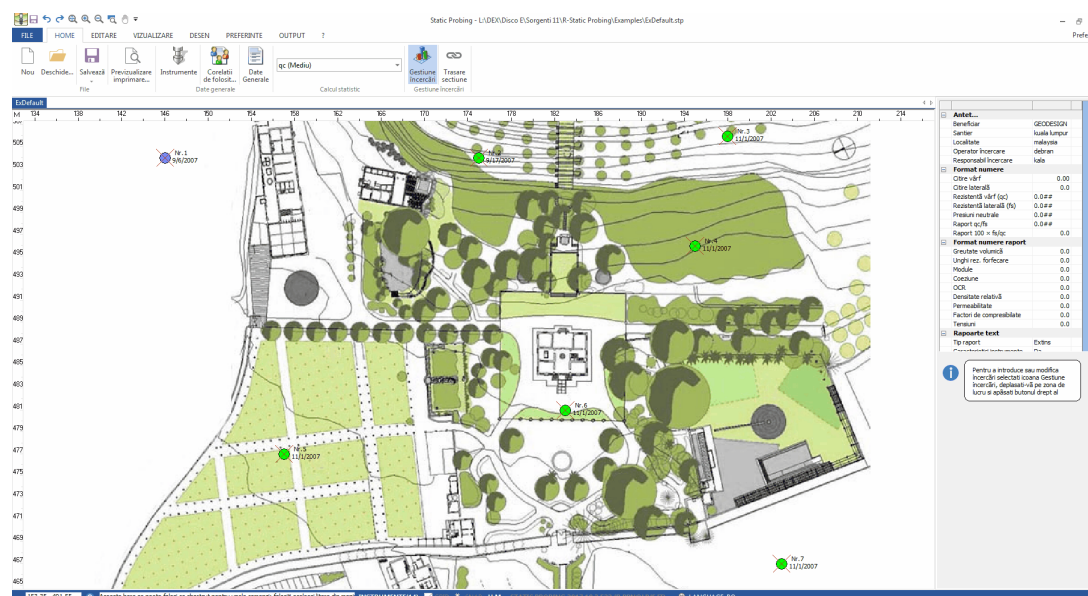 Static Probing - L:\DEX\Disco E\Sorgenti 11\R-Static Probing\Examples\ExDefault.stp
FILE HOME EDITARE VIZUALIZARE DESEN PREFERINTE OUTPUT ?
Prefe
Nou Deschide... Salvează Previzualizare imprimare... Instrumente Corelatii de folosit... Date Generale qc (Mediu) Gestiune încercări Trasare sectiune
File Date generale Calcul statistic Gestiune încercări
ExDefault
M 134 138 142 146 150 154 158 162 166 170 174 178 182 186 190 194 198 202 206 210 214
505
503
501
499
497
495
493
491
489
487
485
483
481
479
477
475
473
471
469
467
465
Nr.1
9/6/2007
9/17/2007
Nr.3
11/1/2007
Nr.4
11/1/2007
Nr.6
11/1/2007
Nr.5
11/1/2007
Nr.7
11/1/2007
Antet...
Beneficiar GEODESIGN
Santier kuala lumpur
Localitate malaysia
Operator încercare debran
Responsabil încercare kala
Format numere
Citire vârf 0.00
Citire laterală 0.0
Rezistentă vârf (qc) 0.0##
Rezistentă laterală (fs) 0.0##
Presiuni neutrale 0.0##
Raport qc/fs 0.0##
Raport 100 × fs/qc 0.0
Format numere raport
Greutate volumică 0.0
Unghi rez. forfecare 0.0
Module 0.0
Coeziune 0.0
OCR 0.0
Densitate relativă 0.0
Permeabilitate 0.0
Factori de compresibilitate 0.0
Tensiuni 0.0
Rapoarte text
Tip raport Extins
Pentru a introduce sau modifica
încercări selectati icoana Gestiune
încercări, deplasati-vă pe zona de
lucru si apăsati butonul drept al